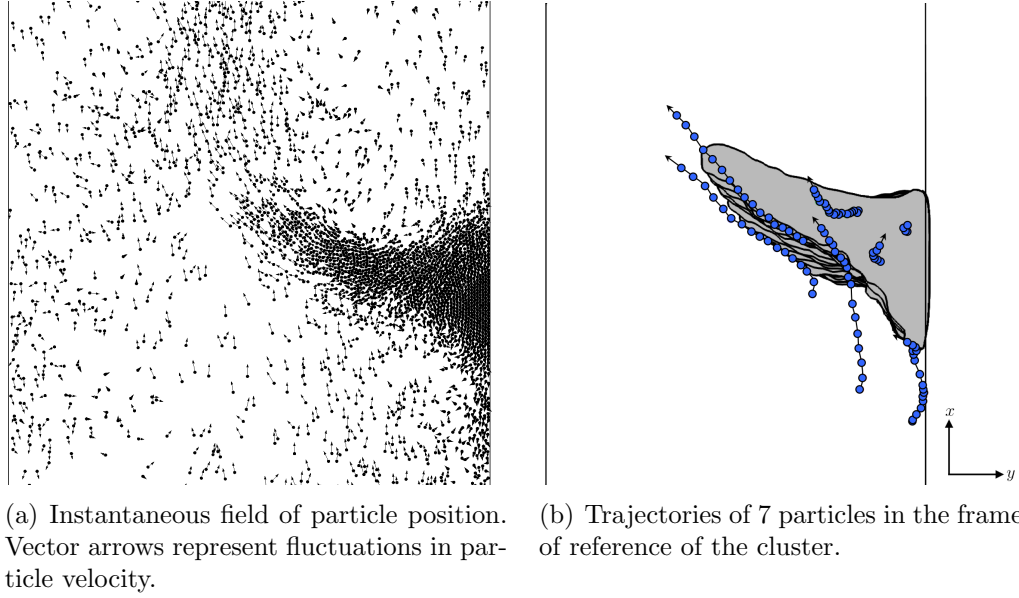 x
y
(a) Instantaneous field of particle position.
Vector arrows represent fluctuations in par-
ticle velocity.
(b) Trajectories of 7 particles in the frame
of reference of the cluster.